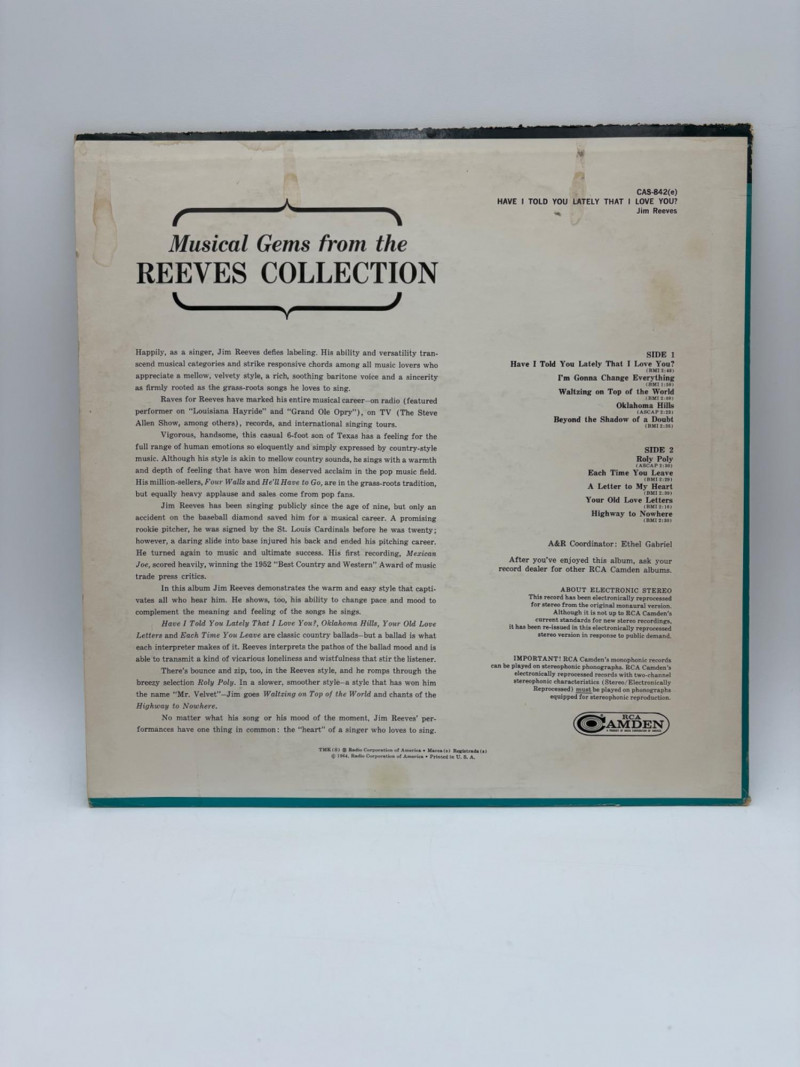 CAS-842(e)
HAVE I TOLD YOU LATELY THAT I LOVE YOU?
Jim Reeves
Musical Gems from the
REEVES COLLECTION
Happily, as a singer, Jim Reeves defies labeling. His ability and versatility tran-
scend musical categories and strike responsive chords among all music lovers who
appreciate a mellow, velvety style, a rich, soothing baritone voice and a sincerity
as firmly rooted as the grass-roots songs he loves to sing.
Raves for Reeves have marked his entire musical career—on radio (featured
performer on "Louisiana Hayride" and "Grand Ole Opry"), on TV (The Steve
Allen Show, among others), records, and international singing tours.
Vigorous, handsome, this casual 6-foot son of Texas has a feeling for the
full range of human emotions so eloquently and simply expressed by country-style
music. Although his style is akin to mellow country sounds, he sings with a warmth
and depth of feeling that have won him deserved acclaim in the pop music field.
His million-sellers, Four Walls and He'll Have to Go, are in the grass-roots tradition,
but equally heavy applause and sales come from pop fans.
Jim Reeves has been singing publicly since the age of nine, but only an
accident on the baseball diamond saved him for a musical career. A promising
rookie pitcher, he was signed by the St. Louis Cardinals before he was twenty;
however, a daring slide into base injured his back and ended his pitching career.
He turned again to music and ultimate success. His first recording, Mexican
Joe, scored heavily, winning the 1952 "Best Country and Western" Award of music
trade press critics.
In this album Jim Reeves demonstrates the warm and easy style that capti-
vates all who hear him. He shows, too, his ability to change pace and mood to
complement the meaning and feeling of the songs he sings.
Have I Told You Lately That I Love You?, Oklahoma Hills, Your Old Love
Letters and Each Time You Leave are classic country ballads—but a ballad is what
each interpreter makes of it. Reeves interprets the pathos of the ballad mood and is
able to transmit a kind of vicarious loneliness and wistfulness that stir the listener.
There's bounce and zip, too, in the Reeves style, and he romps through the
breezy selection Roly Poly. In a slower, smoother style—a style that has won him
the name "Mr. Velvet"—Jim goes Waltzing on Top of the World and chants of the
Highway to Nowhere.
No matter what his song or his mood of the moment, Jim Reeves' per-
formances have one thing in common: the "heart" of a singer who loves to sing.
SIDE 1
Have I Told You Lately That I Love You?
I'm Gonna Change Everything
Waltzing on Top of the World
Oklahoma Hills
Beyond the Shadow of a Doubt
SIDE 2
Roly Poly
Each Time You Leave
A Letter to My Heart
Your Old Love Letters
Highway to Nowhere
A&R Coordinator: Ethel Gabriel
After you've enjoyed this album, ask your
record dealer for other RCA Camden albums.
ABOUT ELECTRONIC STEREO
This record has been electronically reprocessed
for stereo from the original monaural version.
Although it is not up to RCA Camden's
current standards for new stereo recordings,
it has been re-issued in this electronically reprocessed
stereo version in response to public demand.
IMPORTANT! RCA Camden's monophonic records
can be played on stereophonic phonographs. RCA Camden's
electronically reprocessed records with two-channel
stereophonic characteristics (Stereo/Electronically
Reprocessed) must be played on phonographs
equipped for stereophonic reproduction.
RCA
CAMDEN
TMK(S) ® Radio Corporation of America • Marca(s) Registrada(s)
© 1964, Radio Corporation of America • Printed in U. S. A.